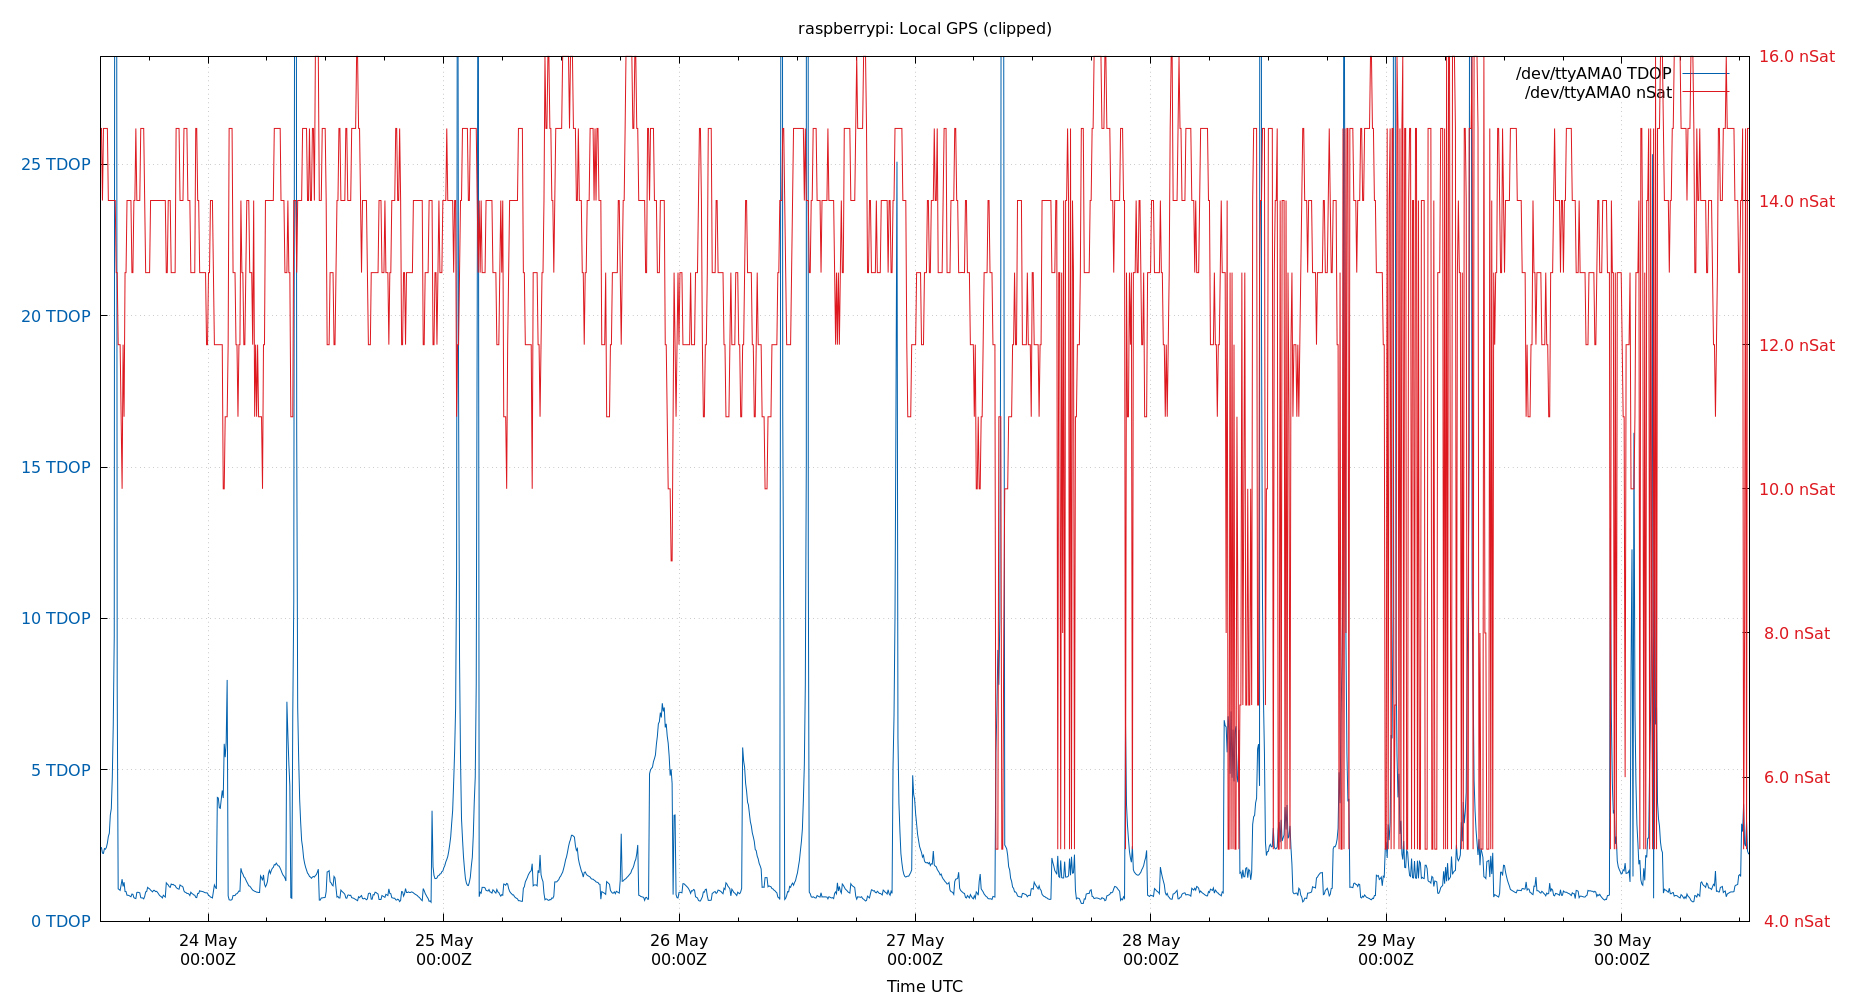 raspberrypi: Local GPS (clipped)
16.0 nSat
/dev/ttyAMA0 TDOP
/dev/ttyAMA0 nSat
25 TDOP
14.0 nSat
20 TDOP
12.0 nSat
15 TDOP
10.0 nSat
10 TDOP
8.0 nSat
5 TDOP
6.0 nSat
0 TDOP
4.0 nSat
24 May
00:00Z
25 May
00:00Z
26 May
00:00Z
27 May
00:00Z
28 May
00:00Z
29 May
00:00Z
30 May
00:00Z
Time UTC